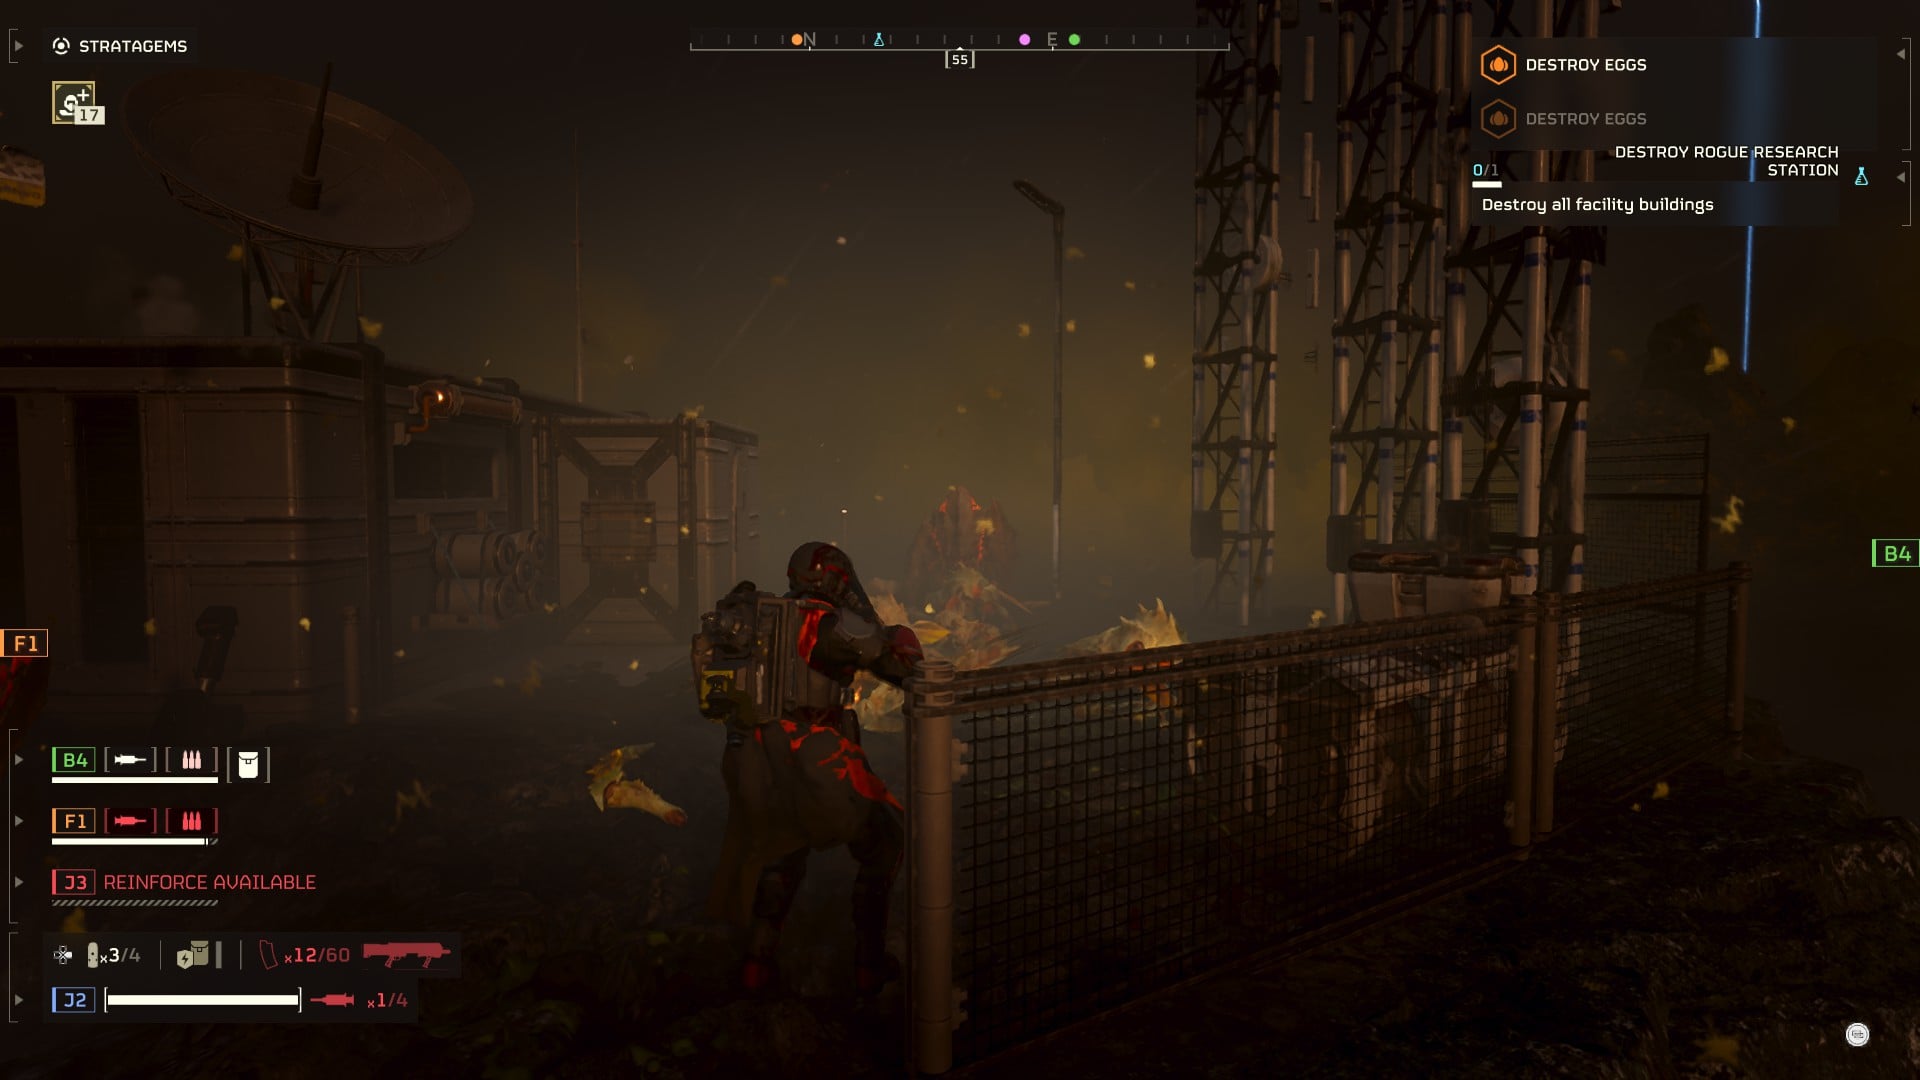 STRATAGEMS
17
N
E
55
DESTROY EGGS
DESTROY EGGS
DESTROY ROGUE RESEARCH
STATION
0/1
Destroy all facility buildings
B4
F1
B4
F1
J3 REINFORCE AVAILABLE
x3/4
x12/60
J2
x1/4